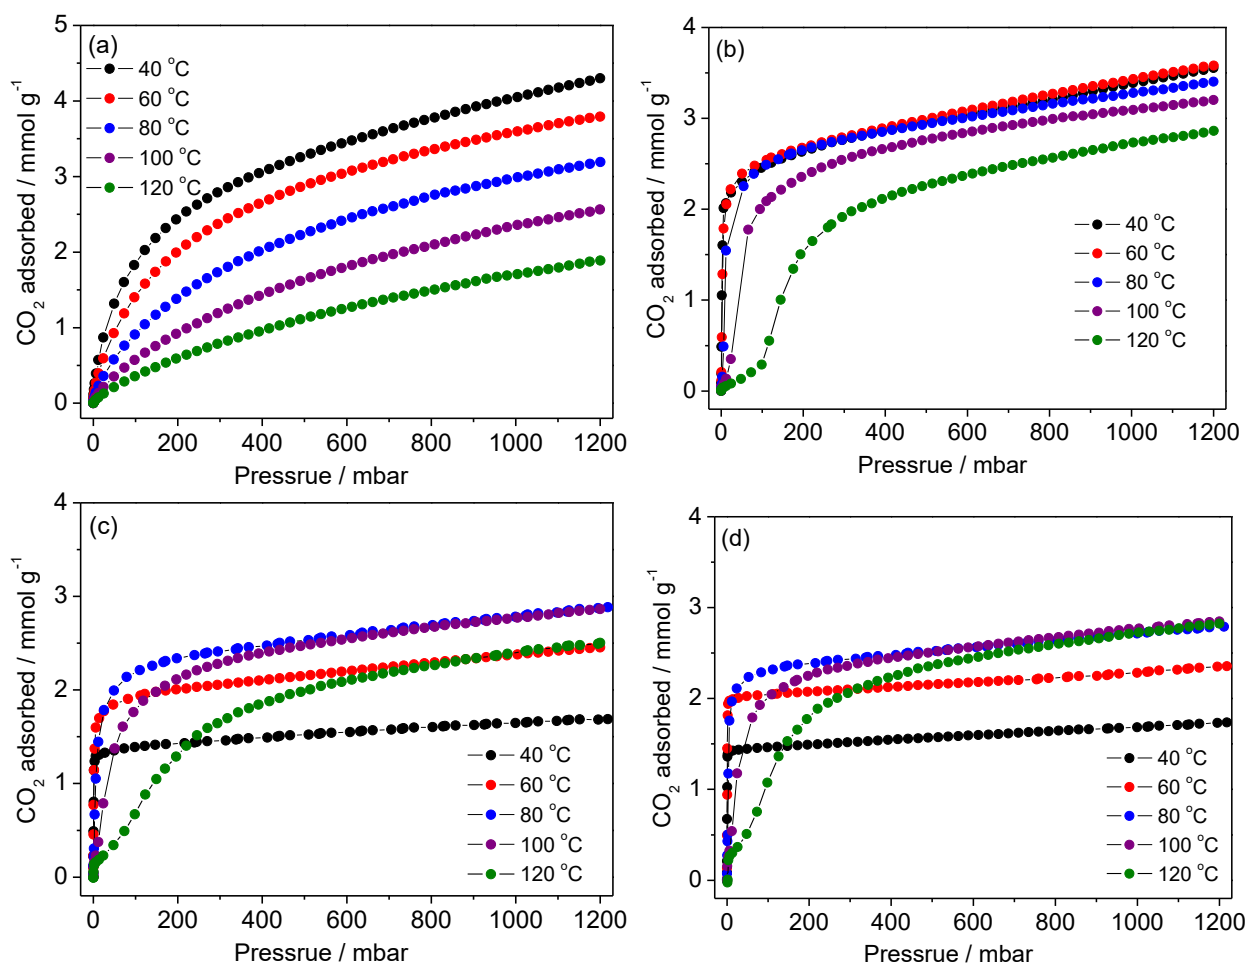 (a)
40 °C
60 °C
80 °C
100 °C
120 °C
5
4
3
2
1
0
CO2 adsorbed / mmol g-1
0 200 400 600 800 1000 1200
Pressrue / mbar
(b)
4
3
2
1
0
CO2 adsorbed / mmol g-1
40 °C
60 °C
80 °C
100 °C
120 °C
0 200 400 600 800 1000 1200
Pressrue / mbar
(c)
4
3
2
1
0
CO2 adsorbed / mmol g-1
40 °C
60 °C
80 °C
100 °C
120 °C
0 200 400 600 800 1000 1200
Pressrue / mbar
(d)
4
3
2
1
0
CO2 adsorbed / mmol g-1
40 °C
60 °C
80 °C
100 °C
120 °C
0 200 400 600 800 1000 1200
Pressrue / mbar